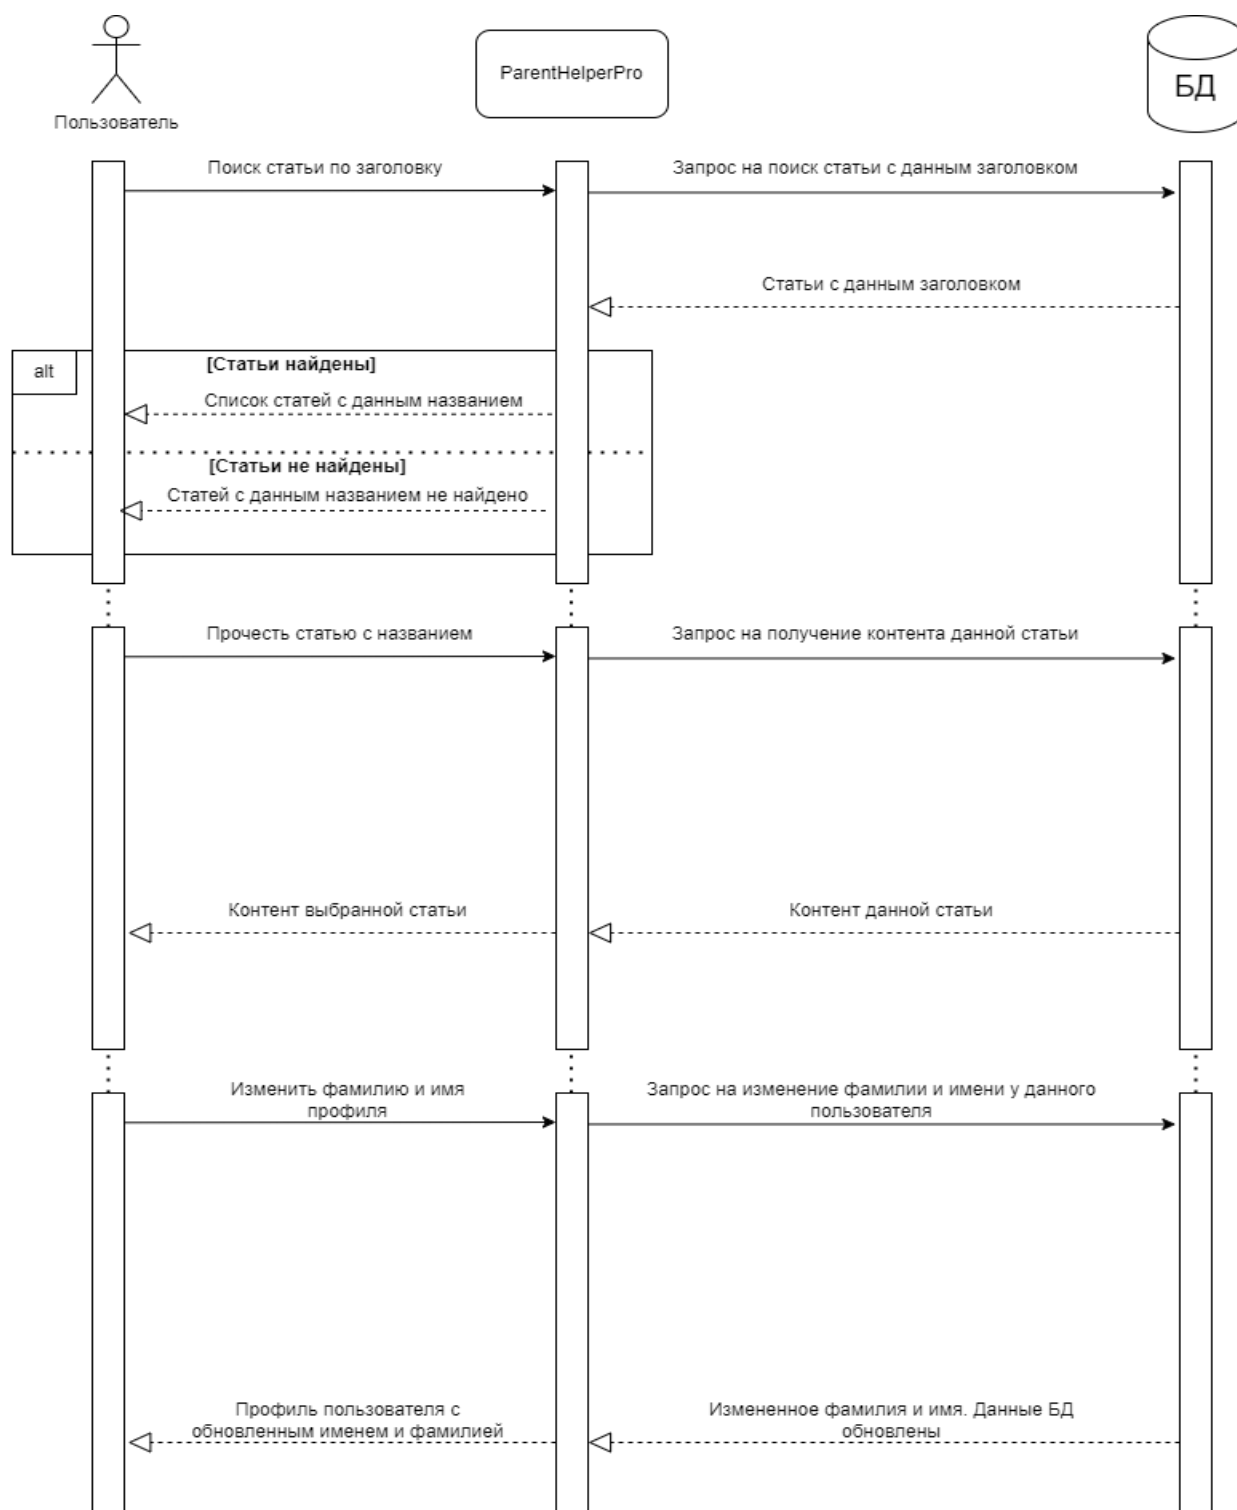 Пользователь
ParentHelperPro
БД
Поиск статьи по заголовку
Запрос на поиск статьи с данным заголовком
Статьи с данным заголовком
alt
[Статьи найдены]
Список статей с данным названием
[Статьи не найдены]
Статей с данным названием не найдено
Прочесть статью с названием
Запрос на получение контента данной статьи
Контент выбранной статьи
Контент данной статьи
Изменить фамилию и имя
профиля
Запрос на изменение фамилии и имени у данного
пользователя
Профиль пользователя с
обновленным именем и фамилией
Измененное фамилия и имя. Данные БД
обновлены